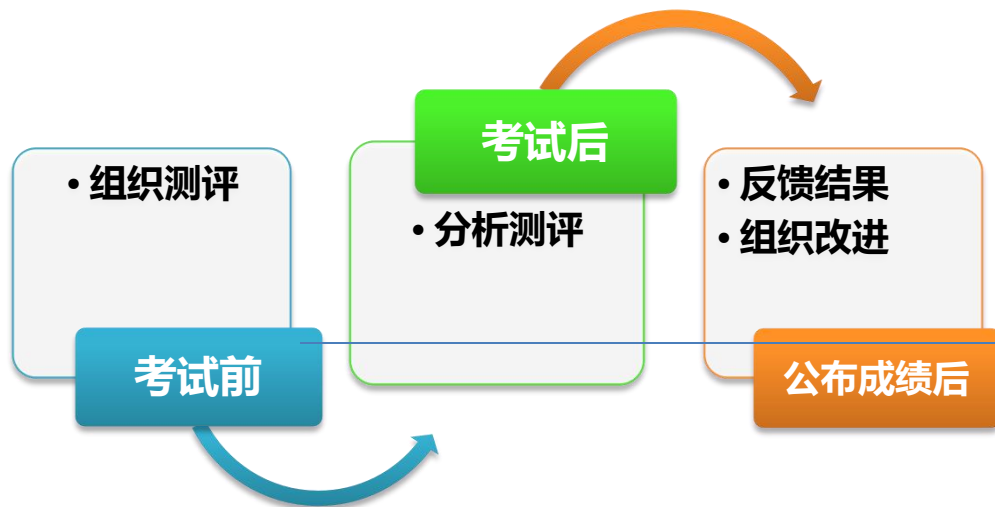 • 组织测评
考试前
考试后
• 分析测评
• 反馈结果
• 组织改进
公布成绩后